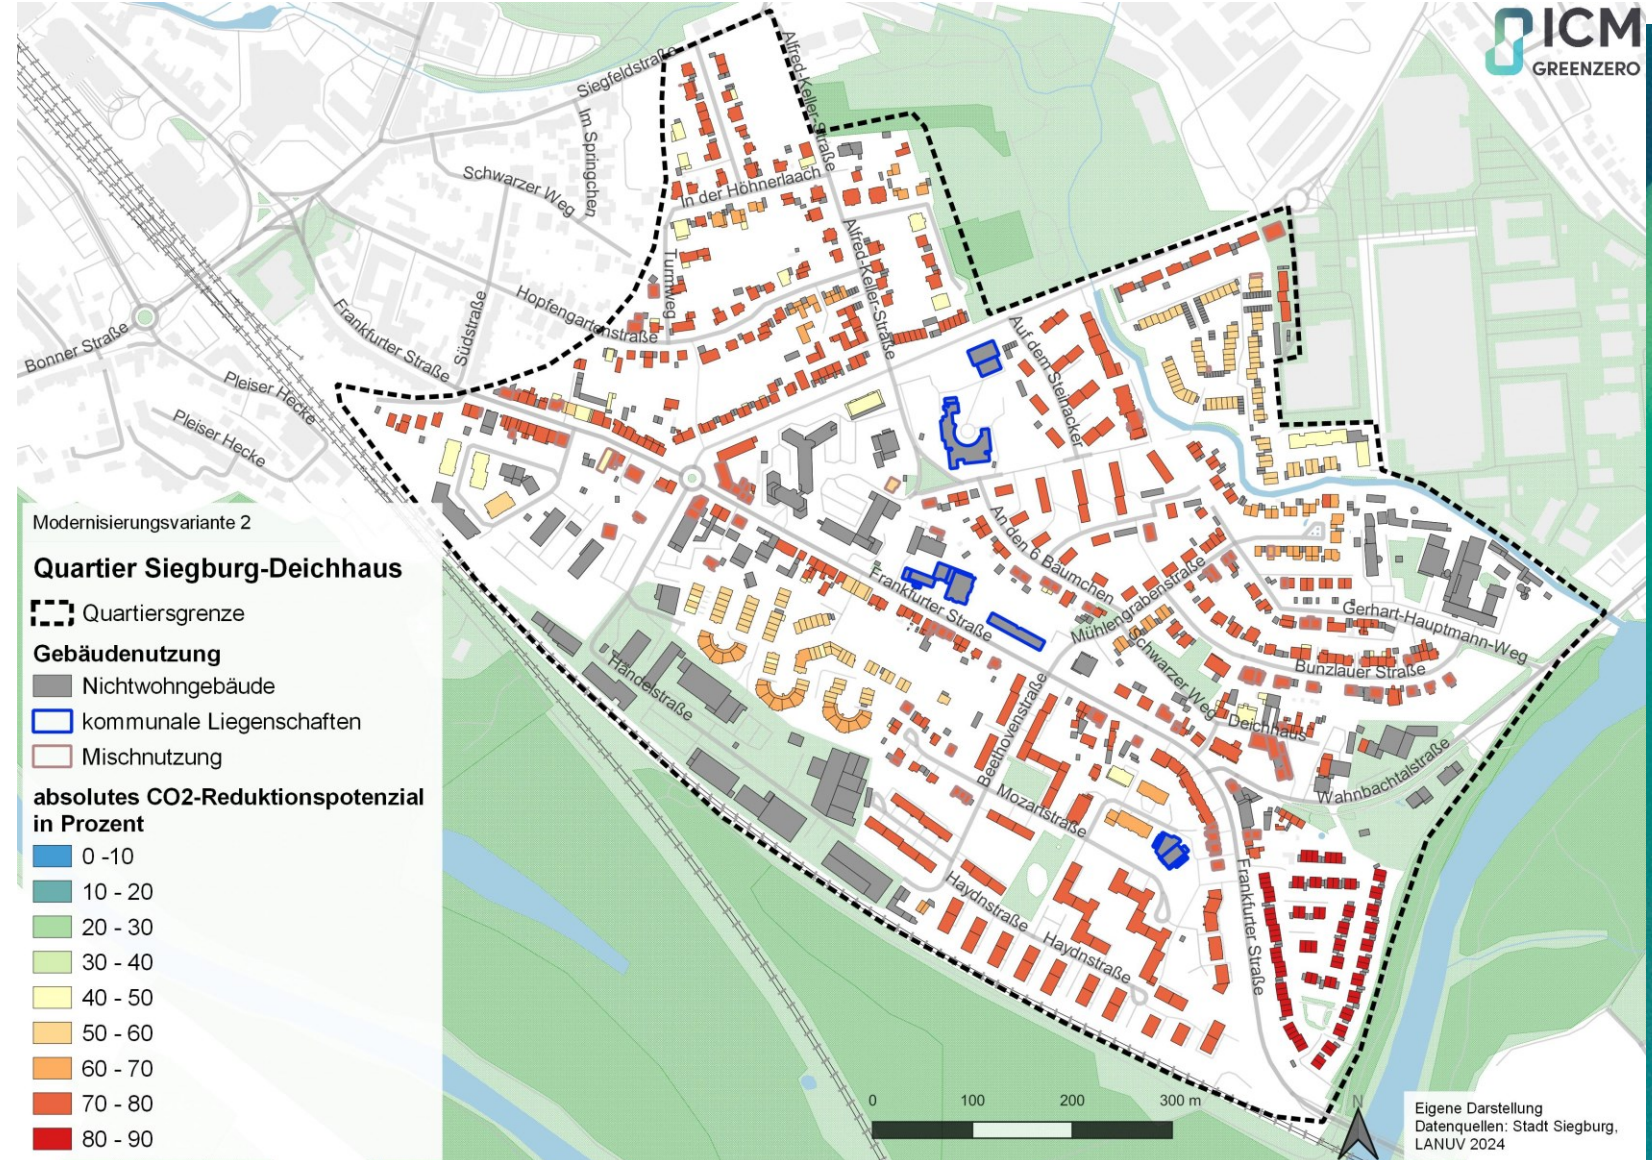 ICM
GREENZERO
Siegfeldstraße
Alfred-Keller-Straße
Im Springchen
Schwarzer Weg
In der Höhnerlaach
Alfred-Keller-Straße
Turmweg
Hopfengartenstraße
Südstraße
Frankfurter Straße
Bonner Straße
Pleiser Hecke
Pleiser Hecke
Auf dem Steinacker
An den 6 Bäumchen
Mühlengrabenstraße
Frankfurter Straße
Schwarzer Weg
Gerhart-Hauptmann-Weg
Bunzlauer Straße
Deichhaus
Wahnbachtalstraße
Händelstraße
Beethovenstraße
Mozartstraße
Haydnstraße
Haydnstraße
Frankfurter Straße
Modernisierungsvariante 2
Quartier Siegburg-Deichhaus
Quartiersgrenze
Gebäudenutzung
Nichtwohngebäude
kommunale Liegenschaften
Mischnutzung
absolutes CO2-Reduktionspotenzial
in Prozent
0 -10
10 - 20
20 - 30
30 - 40
40 - 50
50 - 60
60 - 70
70 - 80
80 - 90
0 100 200 300 m
N
Eigene Darstellung
Datenquellen: Stadt Siegburg,
LANUV 2024